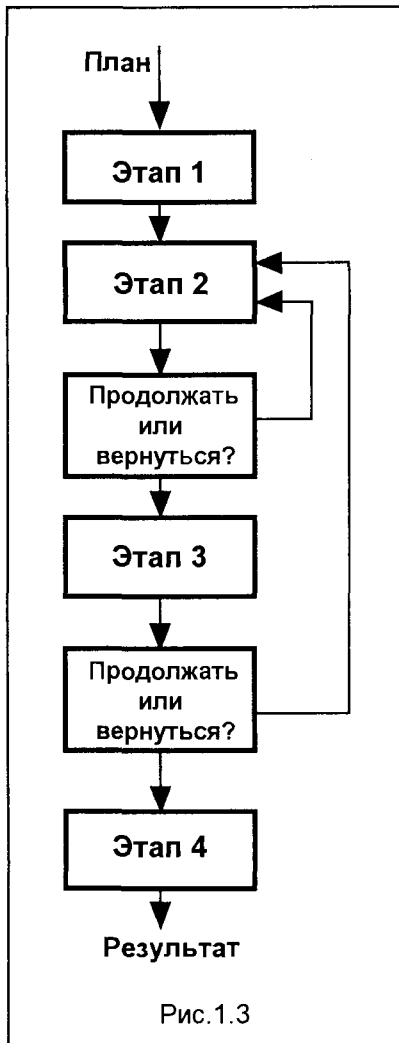 План
Этап 1
Этап 2
Продолжать
или
вернуться?
Этап 3
Продолжать
или
вернуться?
Этап 4
Результат
Рис.1.3